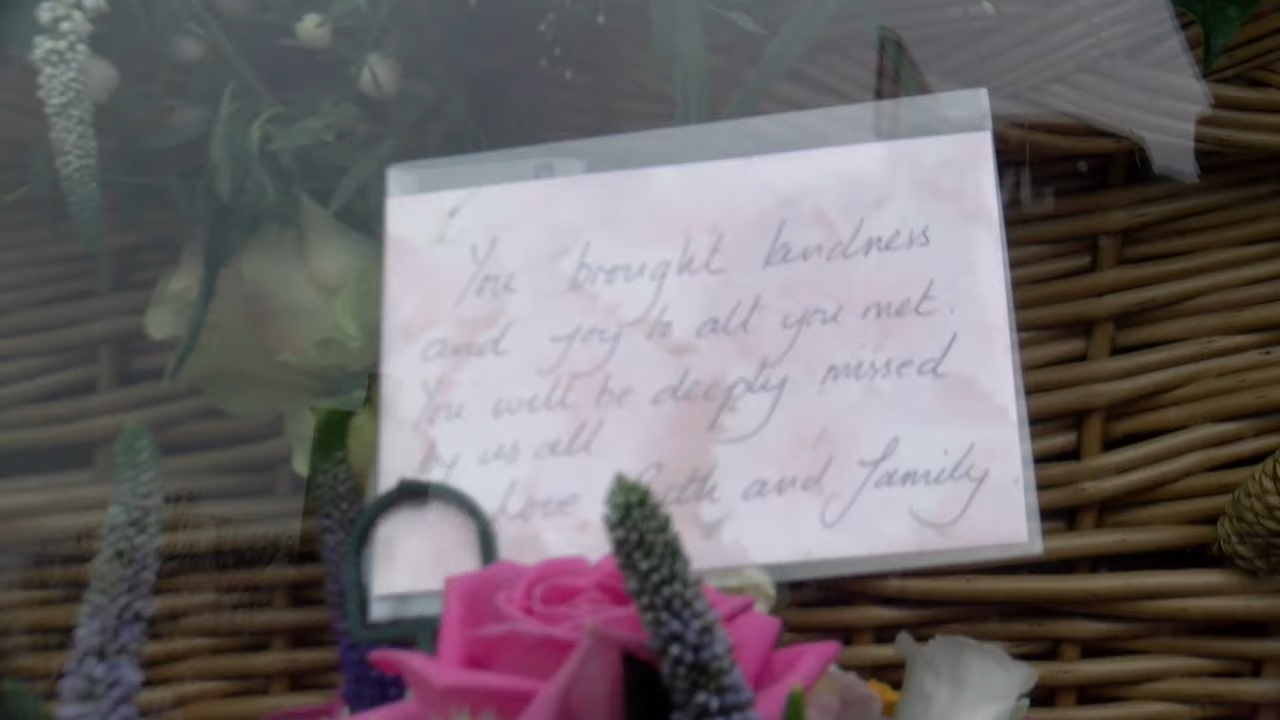 You brought kindness
and joy to all you met.
You will be deeply missed
by us all
Love and family